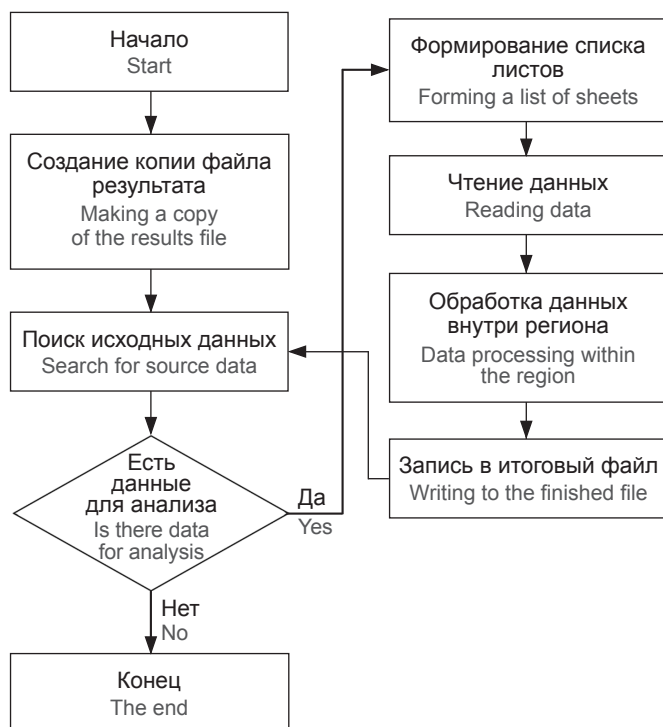 Начало
Start
Создание копии файла
результата
Making a copy
of the results file
Поиск исходных данных
Search for source data
Есть
данные
для анализа
Is there data
for analysis
Да
Yes
Нет
No
Конец
The end
Формирование списка
листов
Forming a list of sheets
Чтение данных
Reading data
Обработка данных
внутри региона
Data processing within
the region
Запись в итоговый файл
Writing to the finished file